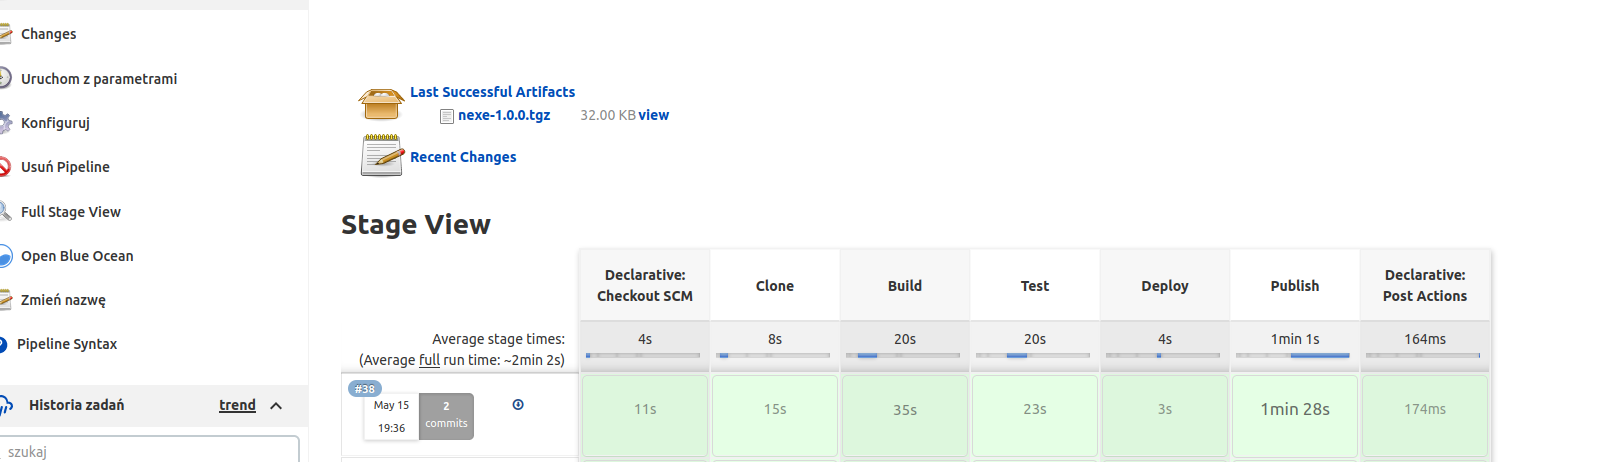 Changes
Uruchom z parametrami
Konfiguruj
Usuń Pipeline
Full Stage View
Open Blue Ocean
Zmień nazwę
Pipeline Syntax
Historia zadań trend
szukaj
Last Successful Artifacts
nexe-1.0.0.tgz 32.00 KB view
Recent Changes
Stage View
Declarative: Checkout SCM Clone Build Test Deploy Publish Declarative: Post Actions
Average stage times: 4s 8s 20s 20s 4s 1min 1s 164ms
(Average full run time: ~2min 2s)
#38
May 15 19:36 2 commits 11s 15s 35s 23s 3s 1min 28s 174ms